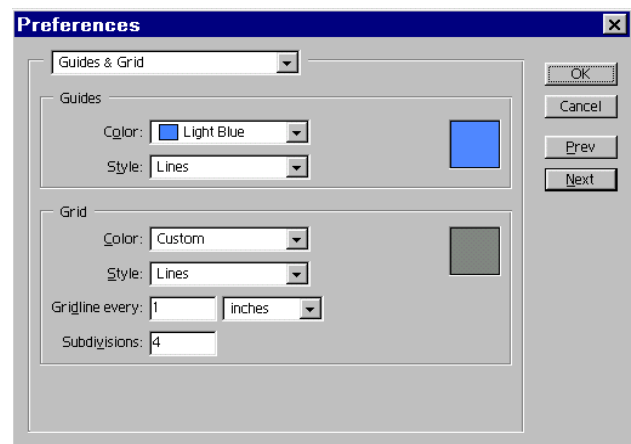 Preferences
Guides & Grid
OK
Cancel
Prev
Next
Guides
Color: Light Blue
Style: Lines
Grid
Color: Custom
Style: Lines
Gridline every: 1 inches
Subdivisions: 4